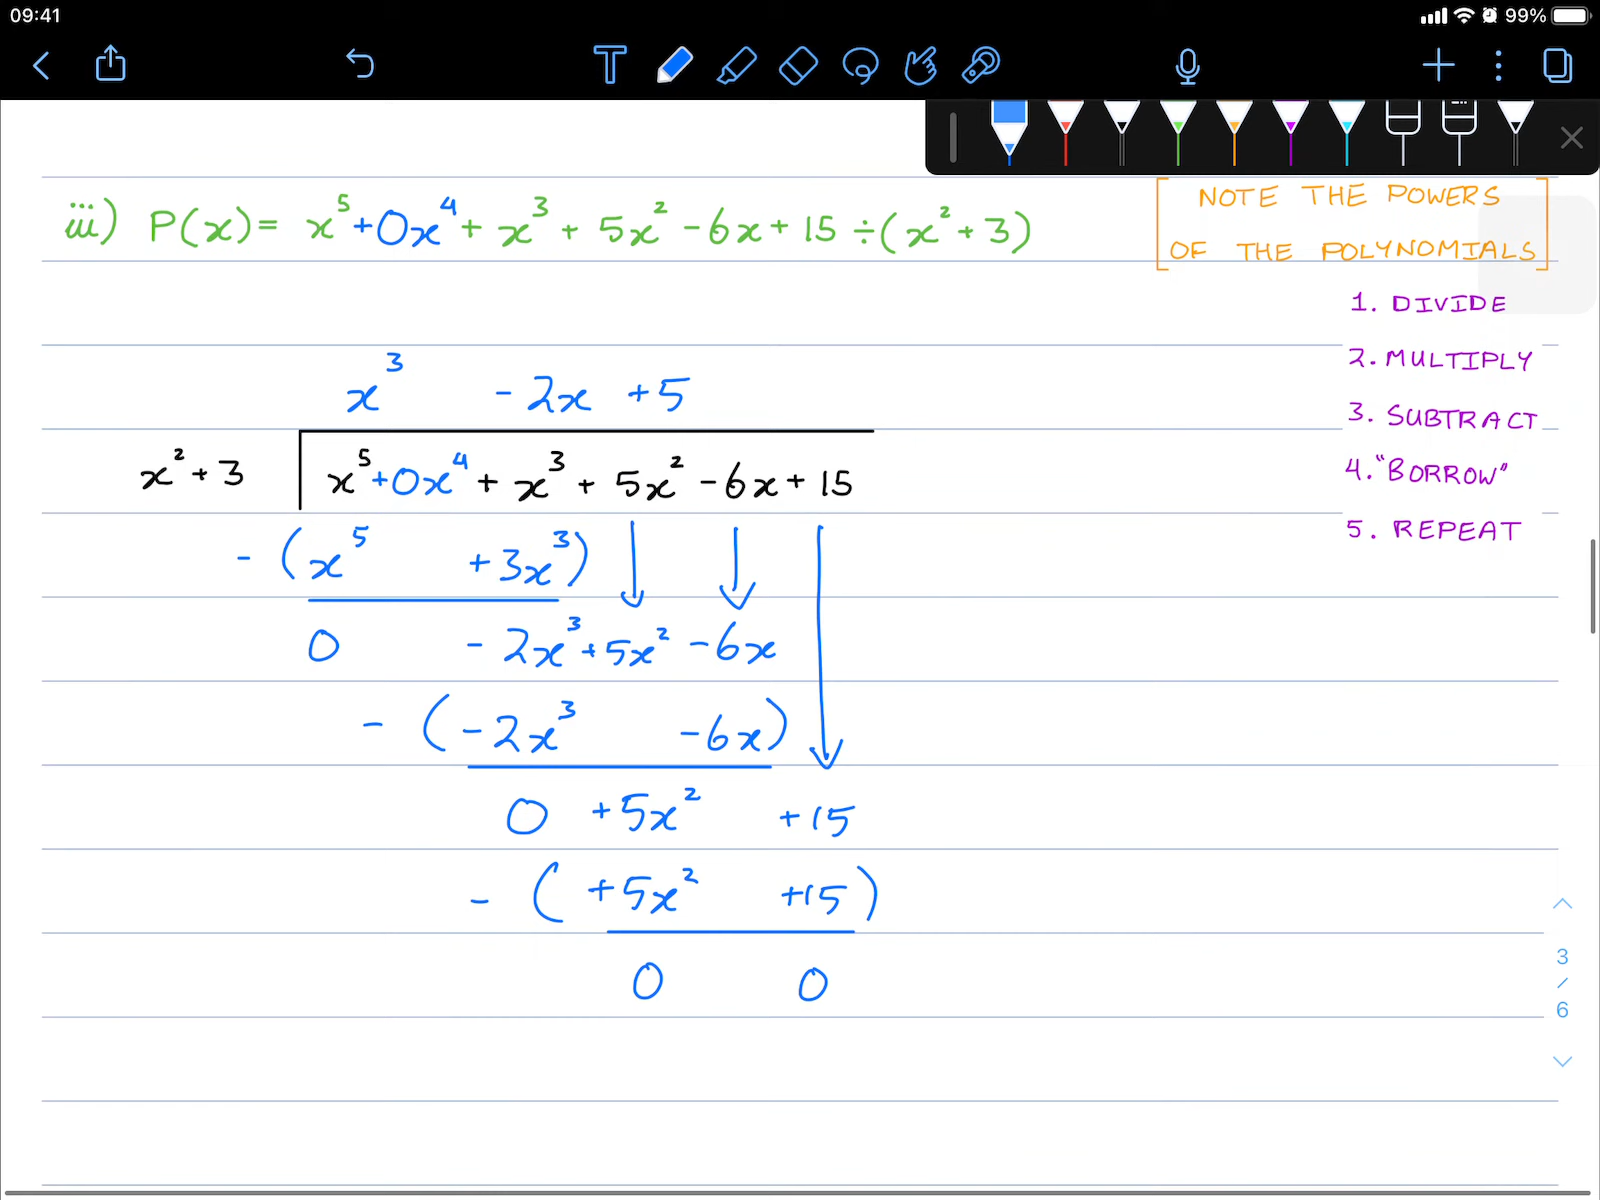 09:41 99%
iii) P(x)= x⁵ +0x⁴ + x³ + 5x² - 6x + 15 ÷ (x² + 3)
[NOTE THE POWERS
OF THE POLYNOMIALS]
1. DIVIDE
2. MULTIPLY
3. SUBTRACT
4. "BORROW"
5. REPEAT
x³ - 2x + 5
x² + 3 x⁵ +0x⁴ + x³ + 5x² - 6x + 15
- (x⁵ + 3x³)
0 - 2x³ + 5x² - 6x
- (- 2x³ - 6x)
0 + 5x² + 15
- ( + 5x² + 15 )
0 0
3
/
6